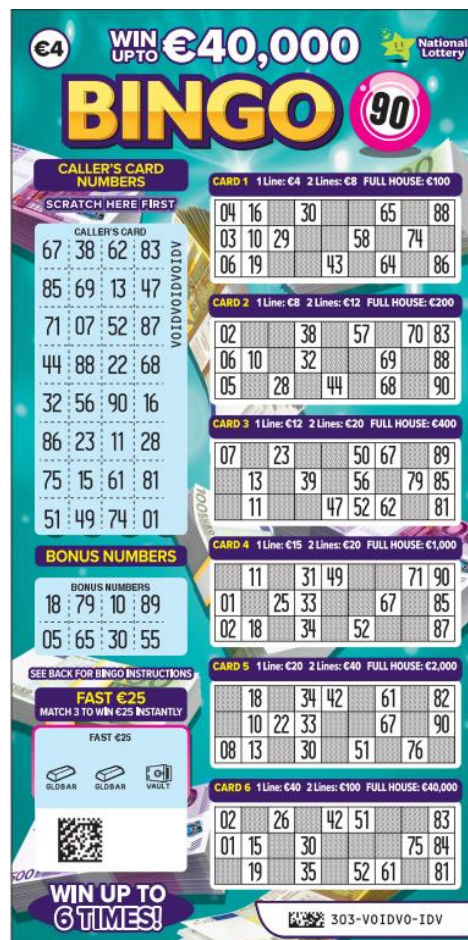 €4
WIN UP TO €40,000
National Lottery
BINGO 90
CALLER'S CARD NUMBERS
SCRATCH HERE FIRST
CALLER'S CARD
67 38 62 83
85 69 13 47
71 07 52 87
44 88 22 68
32 56 90 16
86 23 11 28
75 15 61 81
51 49 74 01
VOIDVOIDVOIDV
BONUS NUMBERS
BONUS NUMBERS
18 79 10 89
05 65 30 55
SEE BACK FOR BINGO INSTRUCTIONS
FAST €25
MATCH 3 TO WIN €25 INSTANTLY
FAST €25
GLDBAR GLDBAR VAULT
WIN UP TO
6 TIMES!
CARD 1 1 Line: €4 2 Lines: €8 FULL HOUSE: €100
04 16 30 65 88
03 10 29 58 74
06 19 43 64 86
CARD 2 1 Line: €8 2 Lines: €12 FULL HOUSE: €200
02 38 57 70 83
06 10 32 69 88
05 28 44 68 90
CARD 3 1 Line: €12 2 Lines: €20 FULL HOUSE: €400
07 23 50 67 89
13 39 56 79 85
11 47 52 62 81
CARD 4 1 Line: €15 2 Lines: €20 FULL HOUSE: €1,000
11 31 49 71 90
01 25 33 67 85
02 18 34 52 87
CARD 5 1 Line: €20 2 Lines: €40 FULL HOUSE: €2,000
18 34 42 61 82
10 22 33 67 90
08 13 30 51 76
CARD 6 1 Line: €40 2 Lines: €100 FULL HOUSE: €40,000
02 26 42 51 83
01 15 30 75 84
19 35 52 61 81
303-VOIDVO-IDV